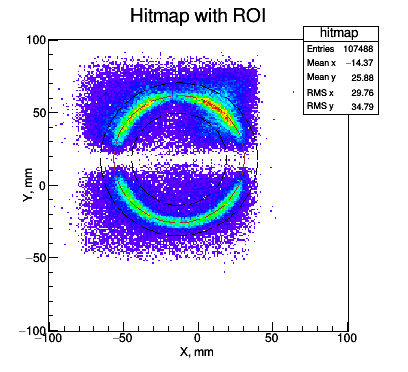 Hitmap with ROI
hitmap
Entries 107488
Mean x −14.37
Mean y 25.88
RMS x 29.76
RMS y 34.79
100
50
0
−50
−100
Y, mm
−100 −50 0 50 100
X, mm